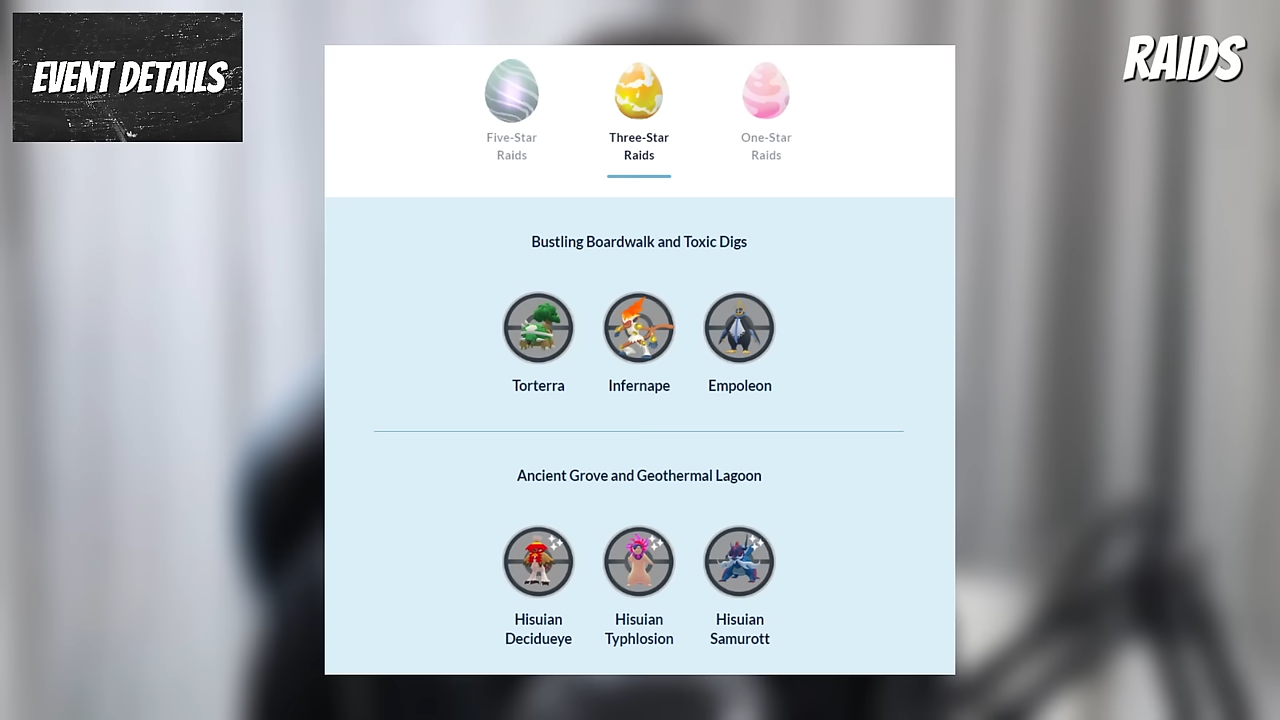 EVENT DETAILS
RAIDS
Five-Star
Raids
Three-Star
Raids
One-Star
Raids
Bustling Boardwalk and Toxic Digs
Torterra
Infernape
Empoleon
Ancient Grove and Geothermal Lagoon
Hisuian
Decidueye
Hisuian
Typhlosion
Hisuian
Samurott